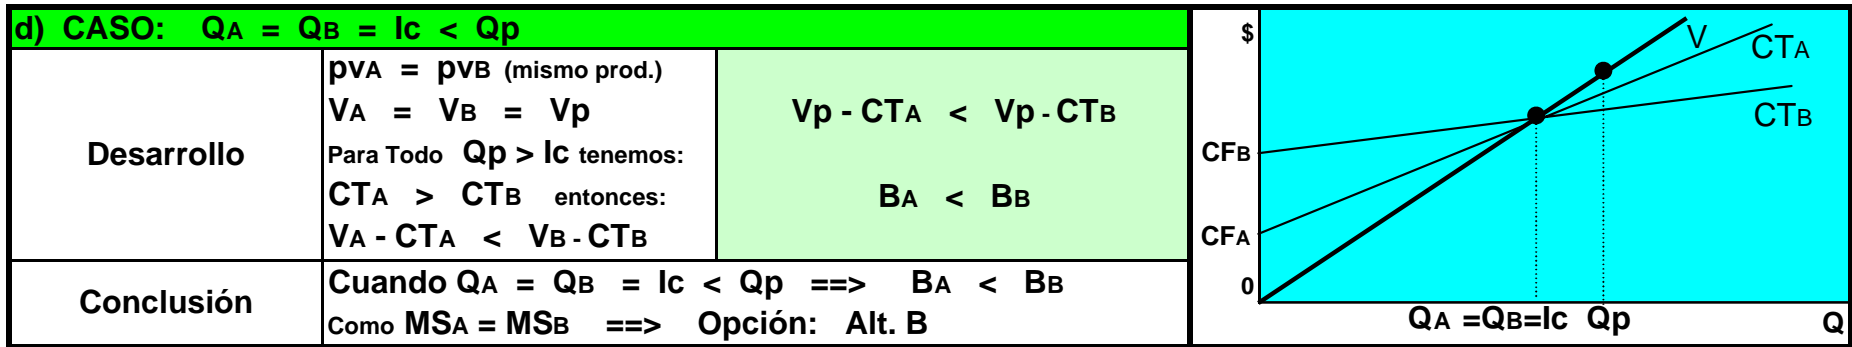 d) CASO: QA = QB = Ic < Qp
Desarrollo
pvA = pvB (mismo prod.)
VA = VB = Vp
Para Todo Qp > Ic tenemos:
CTA > CTB entonces:
VA - CTA < VB - CTB
Vp - CTA < Vp - CTB
BA < BB
Conclusión
Cuando QA = QB = Ic < Qp ==> BA < BB
Como MSA = MSB ==> Opción: Alt. B
$
V
CTA
CTB
CFB
CFA
0
QA =QB=Ic Qp
Q